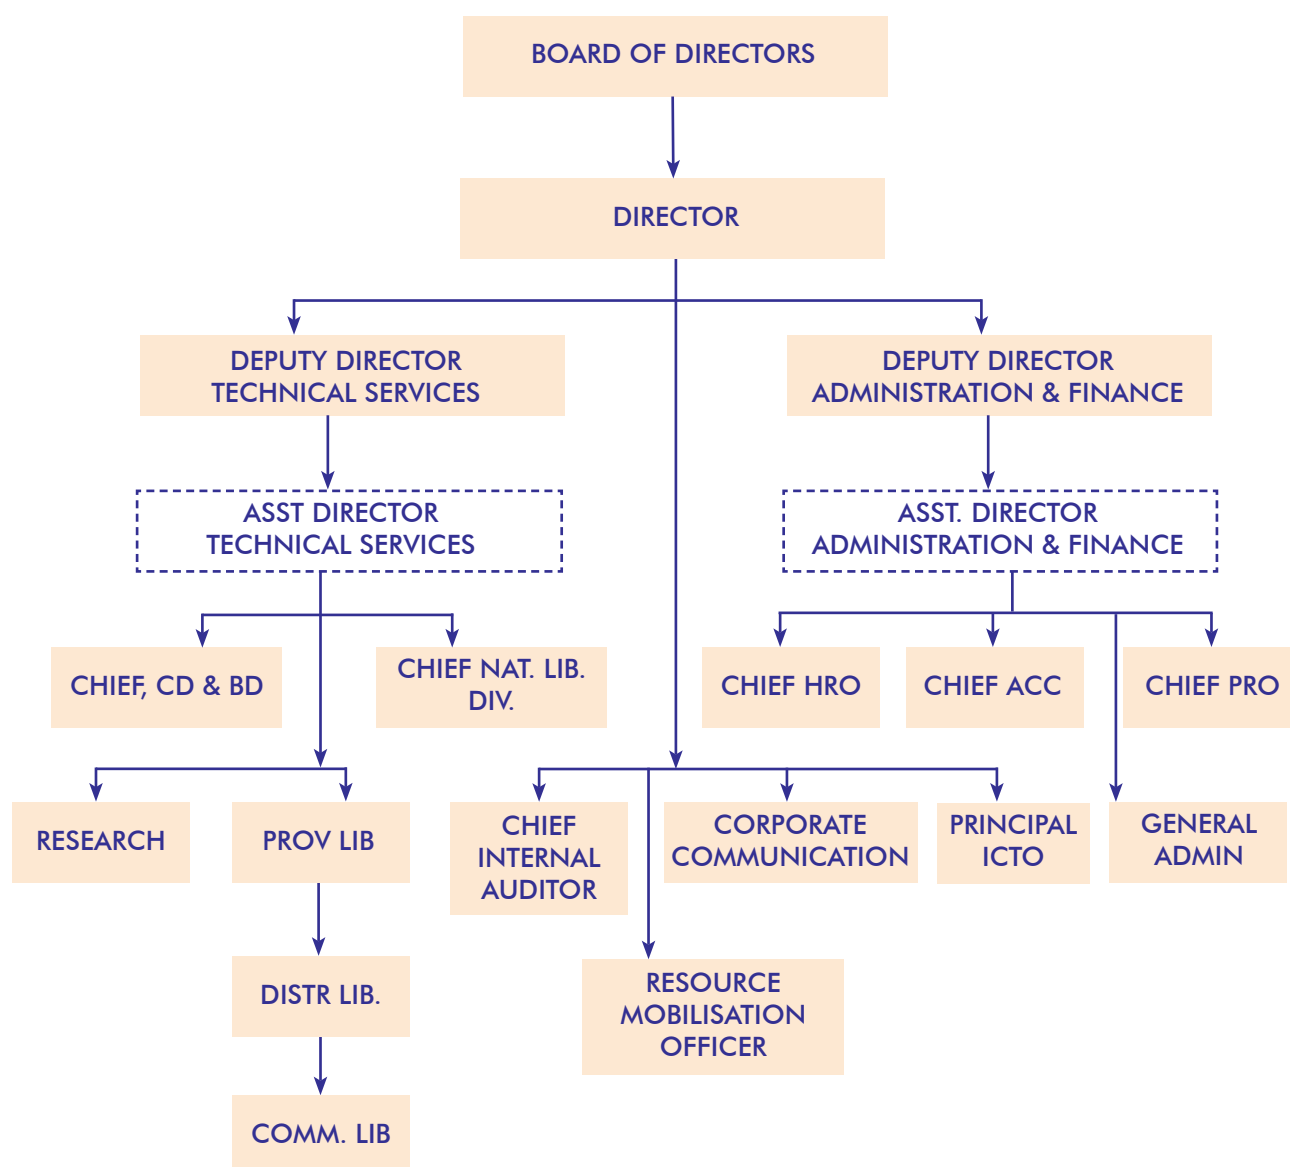 BOARD OF DIRECTORS
DIRECTOR
DEPUTY DIRECTOR
TECHNICAL SERVICES
DEPUTY DIRECTOR
ADMINISTRATION & FINANCE
ASST DIRECTOR
TECHNICAL SERVICES
ASST. DIRECTOR
ADMINISTRATION & FINANCE
CHIEF, CD & BD
CHIEF NAT. LIB.
DIV.
CHIEF HRO
CHIEF ACC
CHIEF PRO
RESEARCH
PROV LIB
CHIEF
INTERNAL
AUDITOR
CORPORATE
COMMUNICATION
PRINCIPAL
ICTO
GENERAL
ADMIN
DISTR LIB.
RESOURCE
MOBILISATION
OFFICER
COMM. LIB